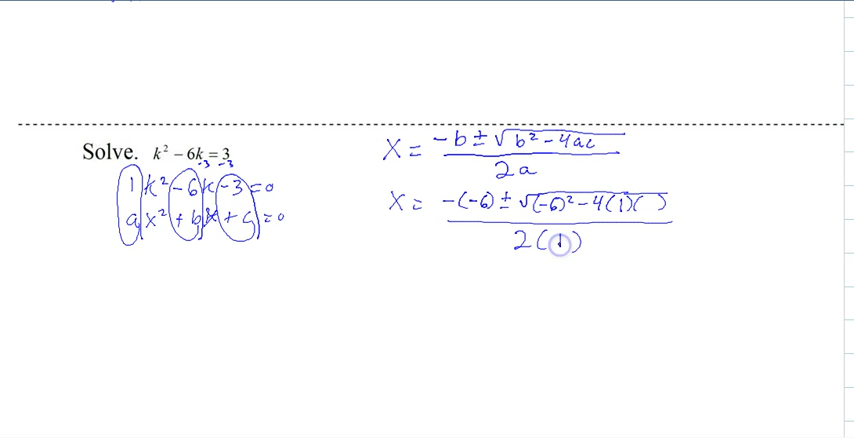 Solve. k² – 6k = 3
-3 -3
1k² - 6k - 3 = 0
ax² + bx + c = 0
X = (-b ± √(b² - 4ac)) / 2a
X = (-(-6) ± √((-6)² - 4(1)( ))) / 2(1)